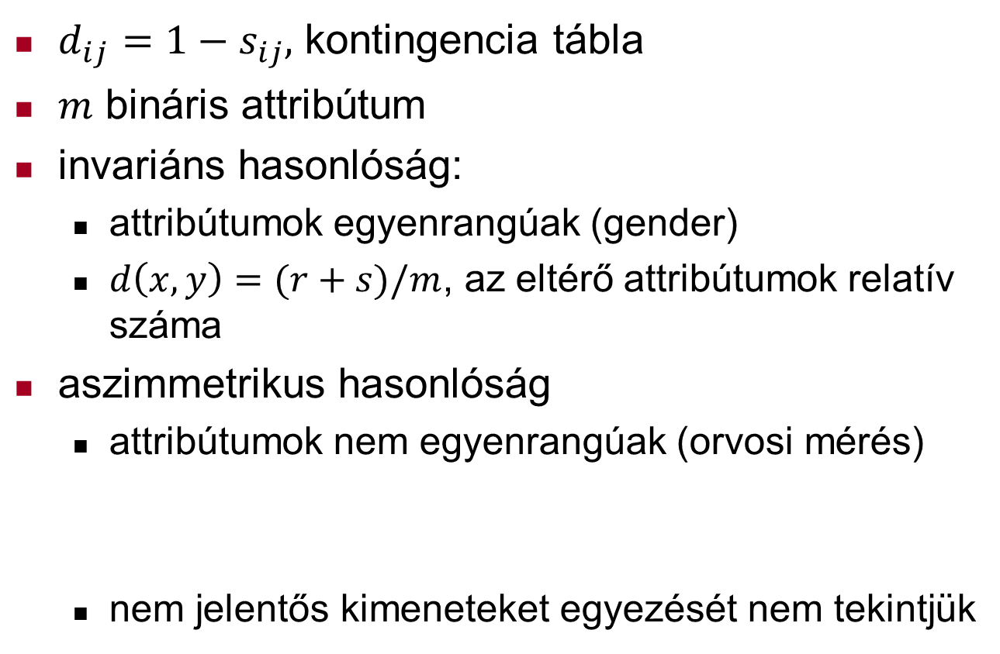 ▪ d_{ij} = 1 − s_{ij}, kontingencia tábla
▪ m bináris attribútum
▪ invariáns hasonlóság:
▪ attribútumok egyenrangúak (gender)
▪ d(x, y) = (r + s)/m, az eltérő attribútumok relatív
száma
▪ aszimmetrikus hasonlóság
▪ attribútumok nem egyenrangúak (orvosi mérés)
▪ nem jelentős kimeneteket egyezését nem tekintjük